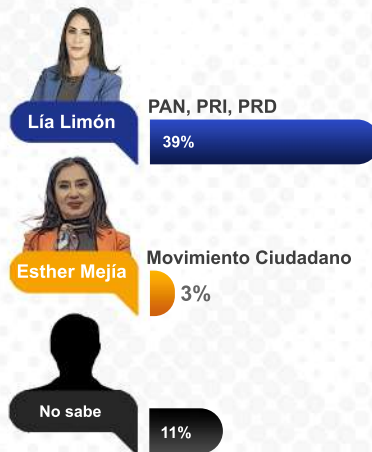 PAN, PRI, PRD
Lía Limón
39%
Movimiento Ciudadano
Esther Mejía
3%
No sabe
11%